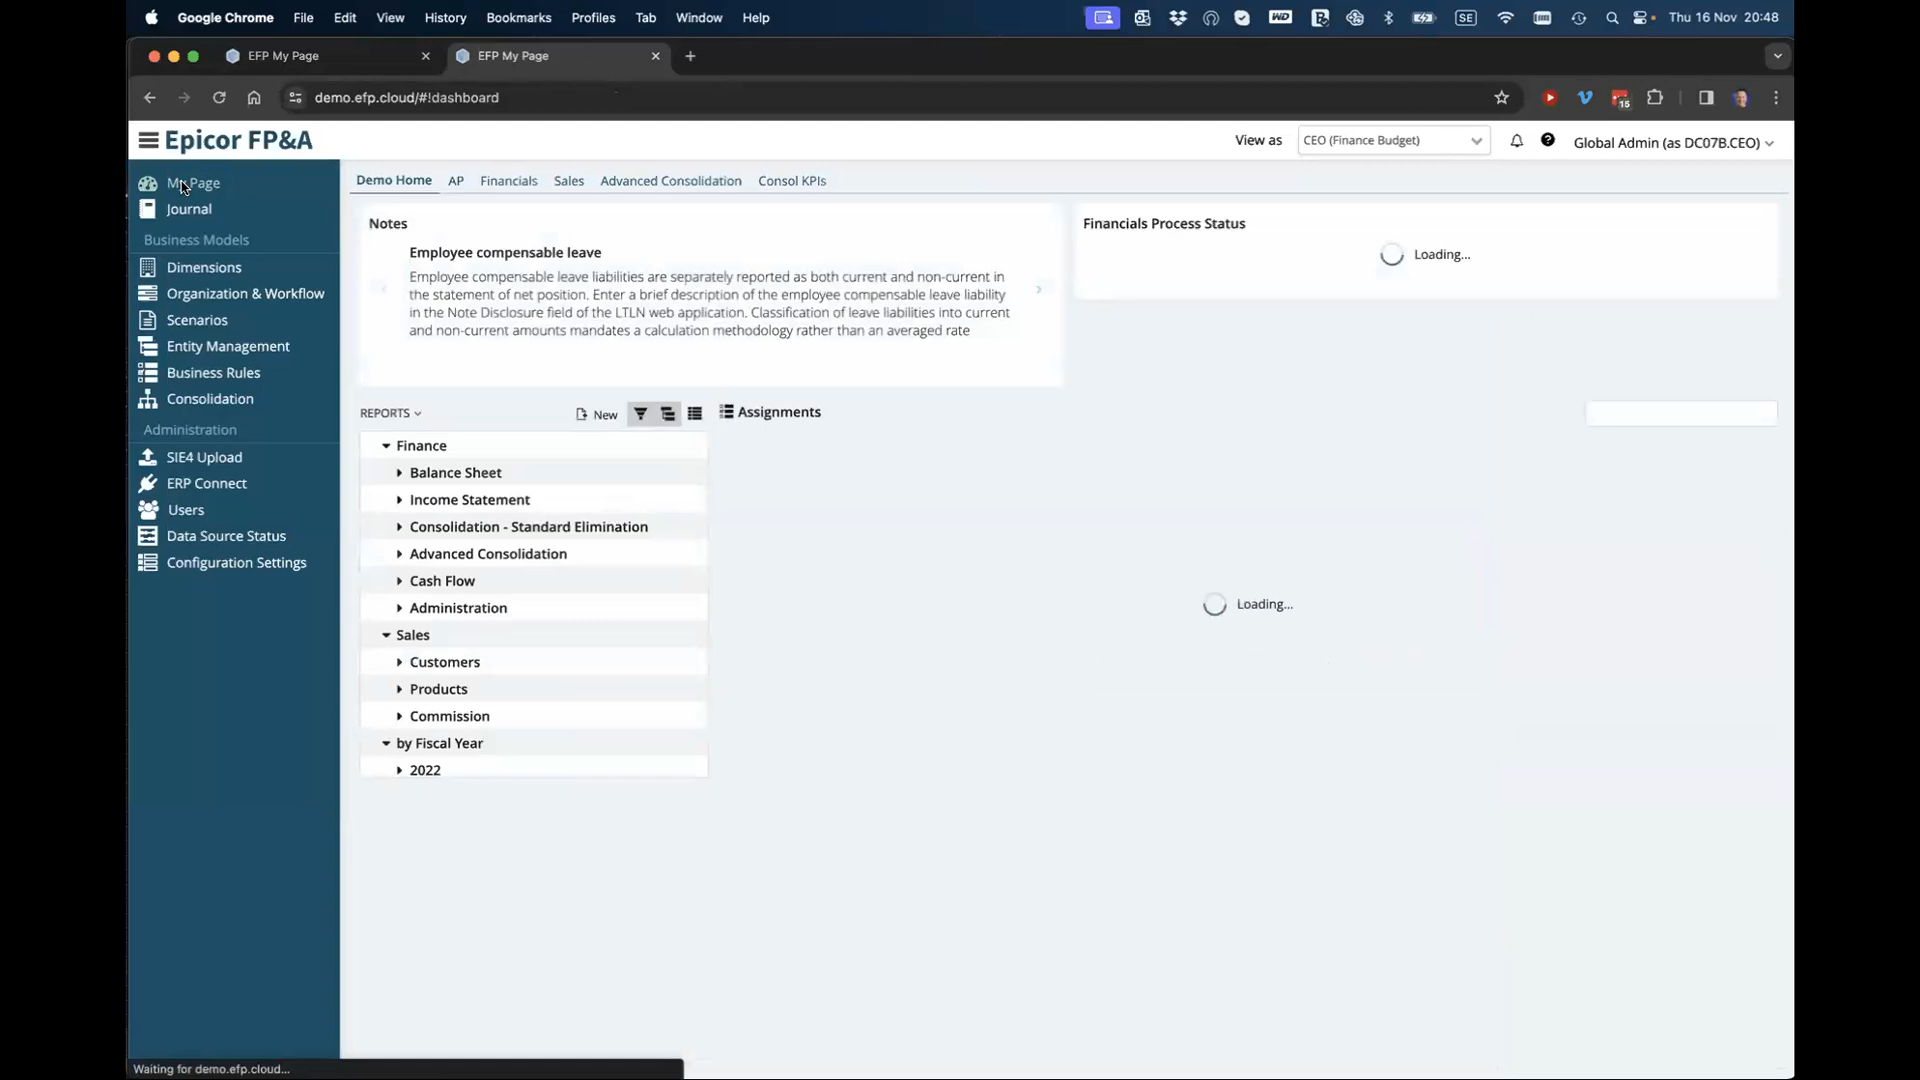 Google Chrome File Edit View History Bookmarks Profiles Tab Window Help WD SE Thu 16 Nov 20:48
EFP My Page EFP My Page
demo.efp.cloud/#!dashboard 15
Epicor FP&A View as CEO (Finance Budget) Global Admin (as DC07B.CEO)
My Page
Journal
Business Models
Dimensions
Organization & Workflow
Scenarios
Entity Management
Business Rules
Consolidation
Administration
SIE4 Upload
ERP Connect
Users
Data Source Status
Configuration Settings
Demo Home AP Financials Sales Advanced Consolidation Consol KPIs
Notes
Employee compensable leave
Employee compensable leave liabilities are separately reported as both current and non-current in
the statement of net position. Enter a brief description of the employee compensable leave liability
in the Note Disclosure field of the LTLN web application. Classification of leave liabilities into current
and non-current amounts mandates a calculation methodology rather than an averaged rate
Financials Process Status
Loading...
REPORTS New
Finance
Balance Sheet
Income Statement
Consolidation - Standard Elimination
Advanced Consolidation
Cash Flow
Administration
Sales
Customers
Products
Commission
by Fiscal Year
2022
Assignments
Loading...
Waiting for demo.efp.cloud...